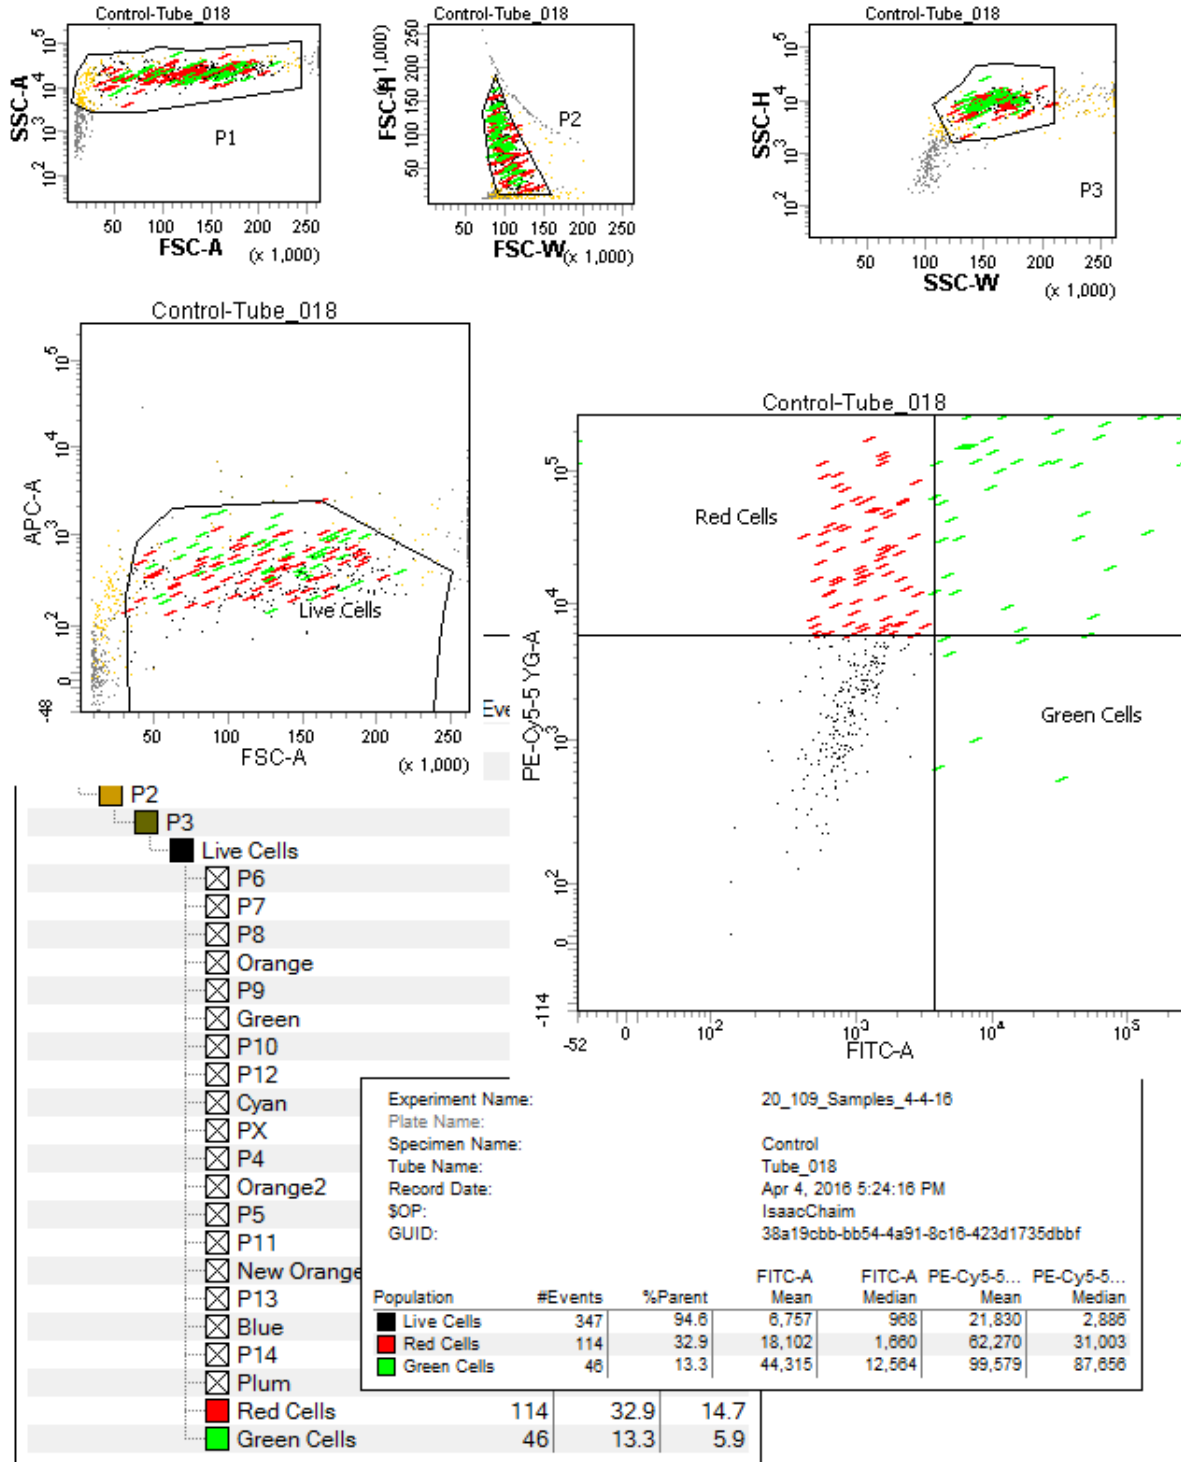 Control-Tube_018
SSC-A
10^5
10^4
10^3
10^2
P1
50 100 150 200 250
FSC-A (x 1,000)
Control-Tube_018
FSC-H
(x 1,000)
250
200
150
100
50
P2
50 100 150 200 250
FSC-W (x 1,000)
Control-Tube_018
SSC-H
10^5
10^4
10^3
10^2
P3
50 100 150 200 250
SSC-W (x 1,000)
Control-Tube_018
APC-A
10^5
10^4
10^3
10^2
0
-48
Live Cells
50 100 150 200 250
FSC-A (x 1,000)
Control-Tube_018
PE-Cy5-5 YG-A
10^5
10^4
10^3
10^2
0
-114
Red Cells
Green Cells
-52 0 10^2 10^3 10^4 10^5
FITC-A
Eve
P2
P3
Live Cells
P6
P7
P8
Orange
P9
Green
P10
P12
Cyan
PX
P4
Orange2
P5
P11
New Orange
P13
Blue
P14
Plum
Red Cells 114 32.9 14.7
Green Cells 46 13.3 5.9
Experiment Name: 20_109_Samples_4-4-16
Plate Name:
Specimen Name: Control
Tube Name: Tube_018
Record Date: Apr 4, 2016 5:24:16 PM
$OP: IsaacChaim
GUID: 38a19cbb-bb54-4a91-8c16-423d1735dbbf
FITC-A FITC-A PE-Cy5-5... PE-Cy5-5...
Population #Events %Parent Mean Median Mean Median
Live Cells 347 94.6 6,757 968 21,830 2,886
Red Cells 114 32.9 18,102 1,660 62,270 31,003
Green Cells 46 13.3 44,315 12,564 99,579 87,656